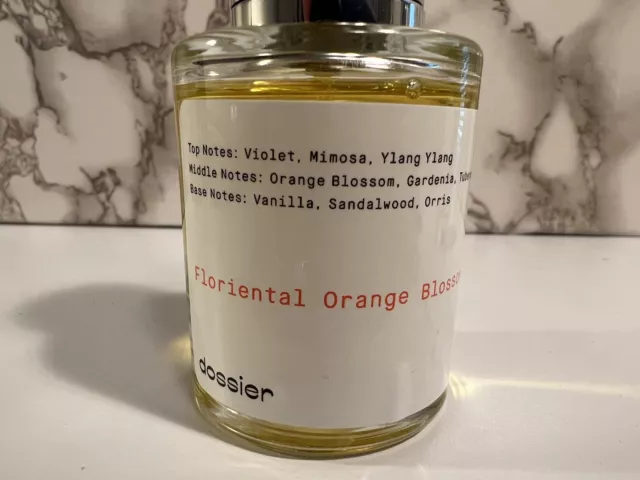 Top Notes: Violet, Mimosa, Ylang Ylang
Middle Notes: Orange Blossom, Gardenia,
Base Notes: Vanilla, Sandalwood, Orris
Floriental Orange
dossier